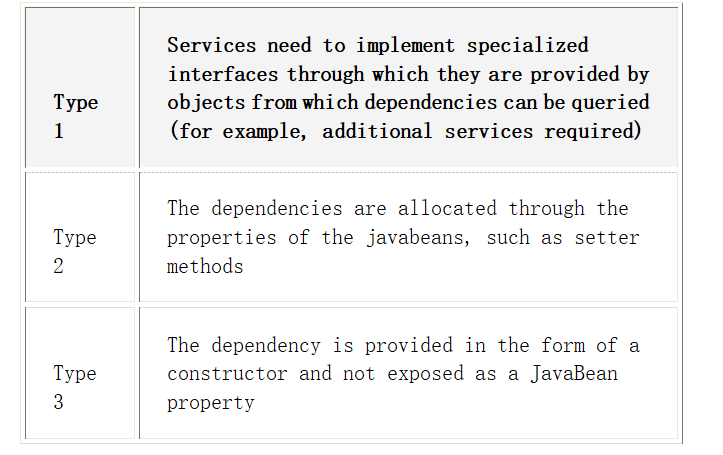 Services need to implement specialized
interfaces through which they are provided by
Type
objects from which dependencies can be queried
1
(for example, additional services required)
The dependencies are allocated through the
Type
properties of the javabeans, such as setter
2
methods
The dependency is provided in the form of a
Type
constructor and not exposed as a JavaBean
3
property